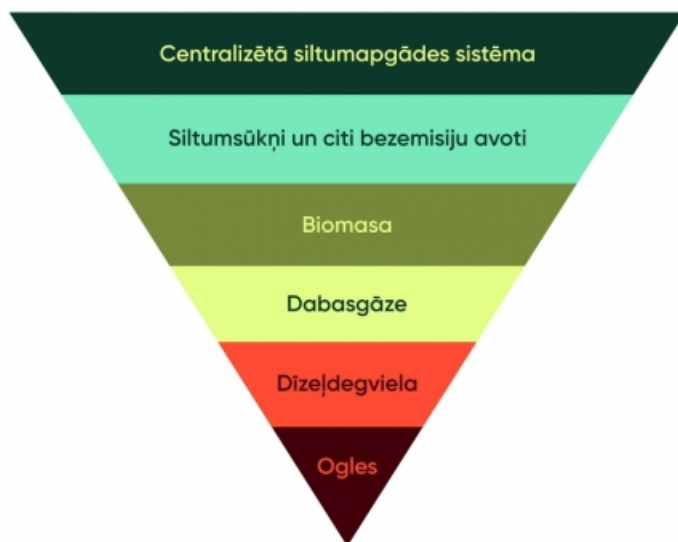 Centralizētā siltumapgādes sistēma
Siltumsūkņi un citi bezemisiju avoti
Biomasa
Dabasgāze
Dīzeļdegviela
Ogles